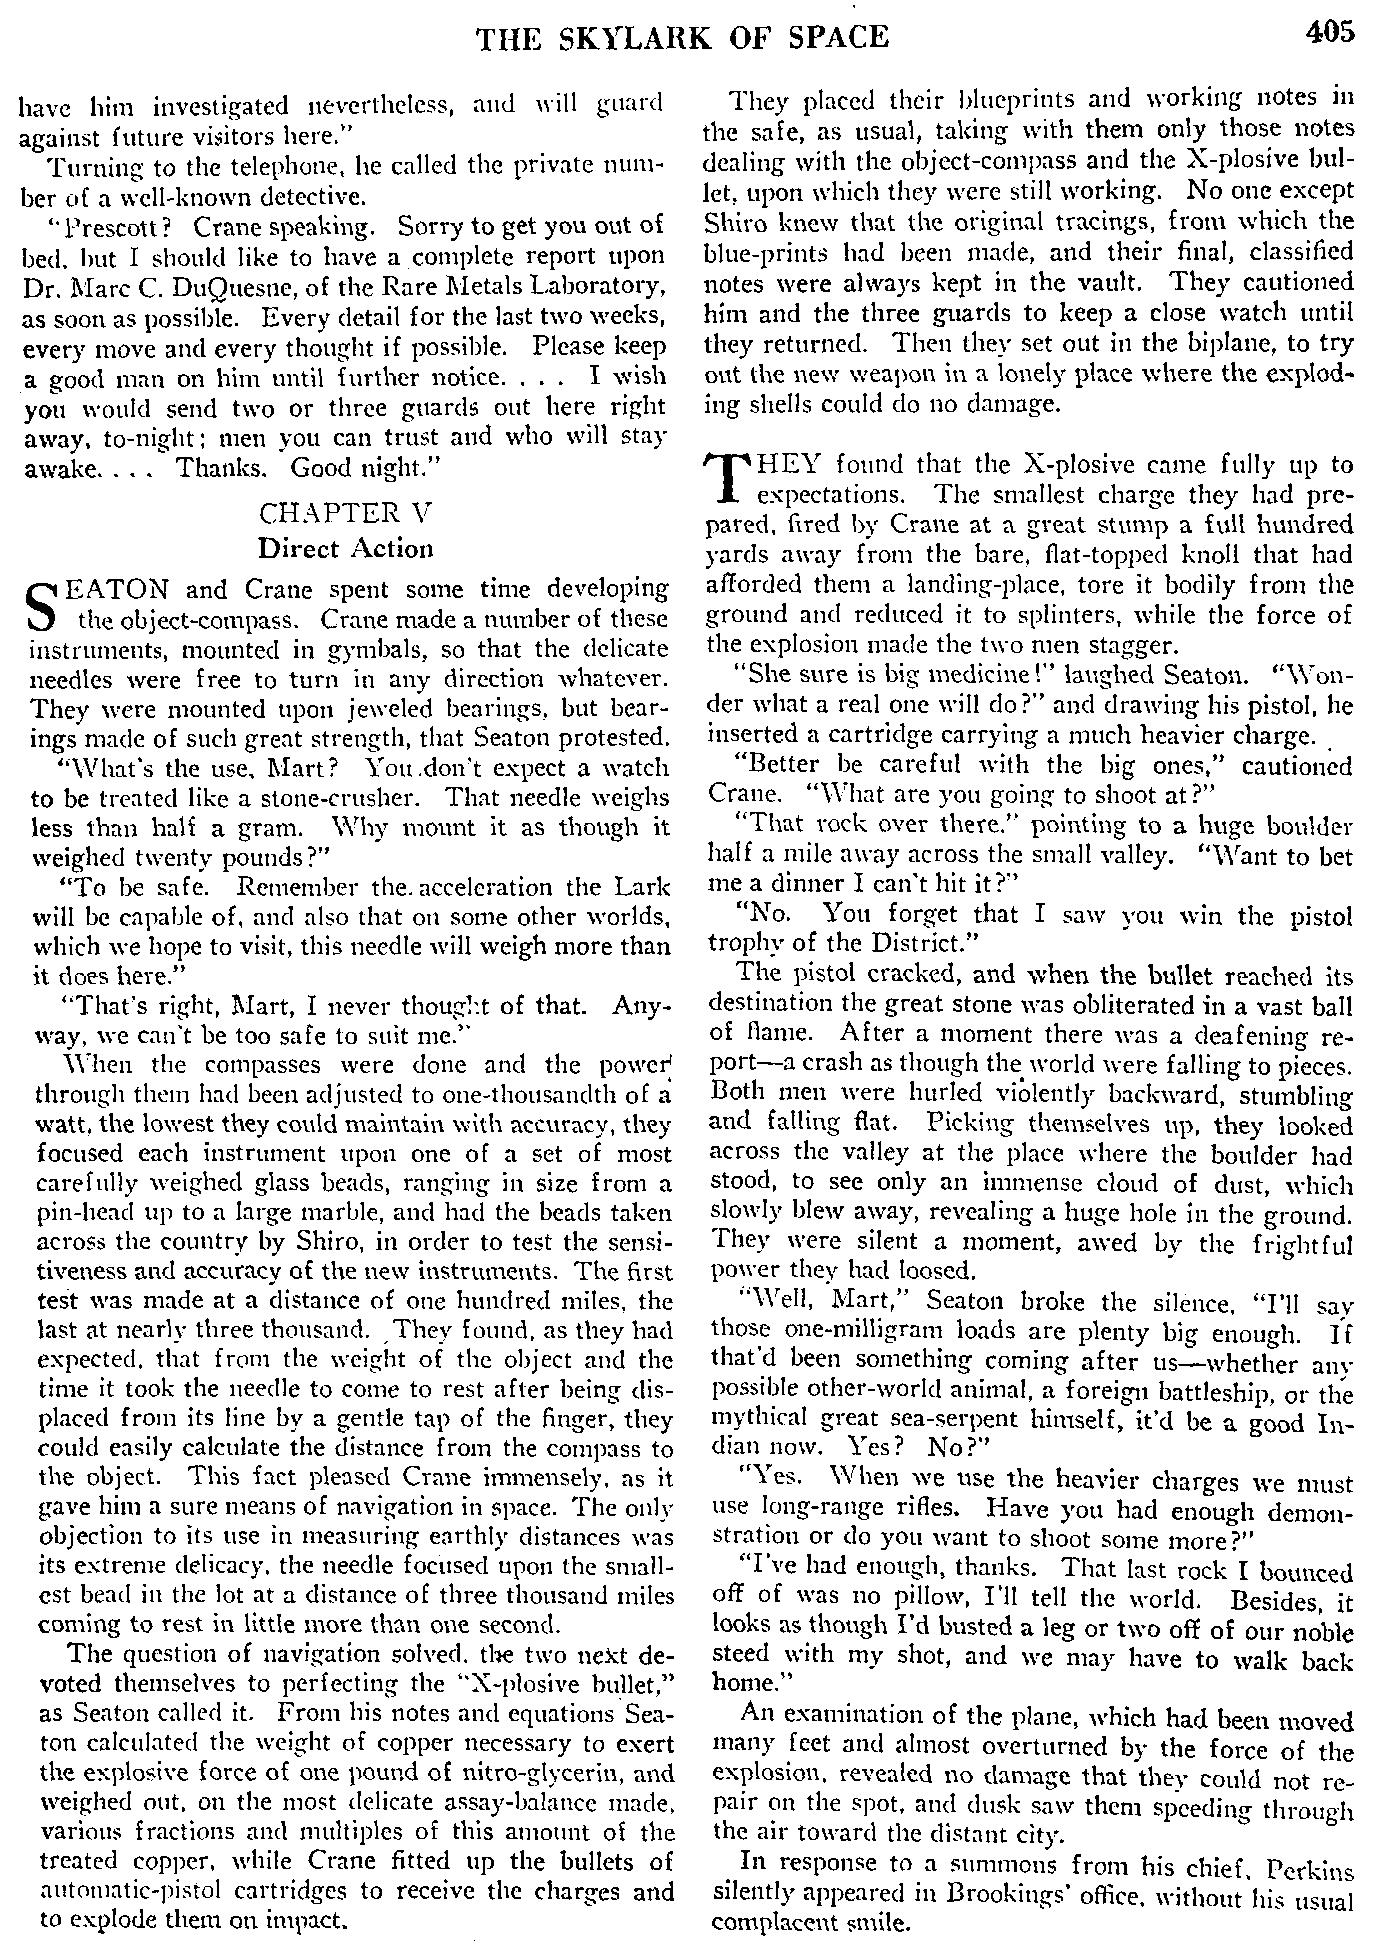 THE SKYLARK OF SPACE
405
have him investigated nevertheless, and will guard
against future visitors here."
Turning to the telephone, he called the private num-
ber of a well-known detective.
"Prescott? Crane speaking. Sorry to get you out of
bed, but I should like to have a complete report upon
Dr. Marc C. DuQuesne, of the Rare Metals Laboratory,
as soon as possible. Every detail for the last two weeks,
every move and every thought if possible. Please keep
a good man on him until further notice. . . . I wish
you would send two or three guards out here right
away, to-night; men you can trust and who will stay
awake. . . . Thanks. Good night."
CHAPTER V
Direct Action
SEATON and Crane spent some time developing
the object-compass. Crane made a number of these
instruments, mounted in gymbals, so that the delicate
needles were free to turn in any direction whatever.
They were mounted upon jeweled bearings, but bear-
ings made of such great strength, that Seaton protested.
"What's the use, Mart? You don't expect a watch
to be treated like a stone-crusher. That needle weighs
less than half a gram. Why mount it as though it
weighed twenty pounds?"
"To be safe. Remember the acceleration the Lark
will be capable of, and also that on some other worlds,
which we hope to visit, this needle will weigh more than
it does here."
"That's right, Mart, I never thought of that. Any-
way, we can't be too safe to suit me."
When the compasses were done and the power
through them had been adjusted to one-thousandth of a
watt, the lowest they could maintain with accuracy, they
focused each instrument upon one of a set of most
carefully weighed glass beads, ranging in size from a
pin-head up to a large marble, and had the beads taken
across the country by Shiro, in order to test the sensi-
tiveness and accuracy of the new instruments. The first
test was made at a distance of one hundred miles, the
last at nearly three thousand. They found, as they had
expected, that from the weight of the object and the
time it took the needle to come to rest after being dis-
placed from its line by a gentle tap of the finger, they
could easily calculate the distance from the compass to
the object. This fact pleased Crane immensely, as it
gave him a sure means of navigation in space. The only
objection to its use in measuring earthly distances was
its extreme delicacy, the needle focused upon the small-
est bead in the lot at a distance of three thousand miles
coming to rest in little more than one second.
The question of navigation solved, the two next de-
voted themselves to perfecting the "X-plosive bullet,"
as Seaton called it. From his notes and equations Sea-
ton calculated the weight of copper necessary to exert
the explosive force of one pound of nitro-glycerin, and
weighed out, on the most delicate assay-balance made,
various fractions and multiples of this amount of the
treated copper, while Crane fitted up the bullets of
automatic-pistol cartridges to receive the charges and
to explode them on impact.
They placed their blueprints and working notes in
the safe, as usual, taking with them only those notes
dealing with the object-compass and the X-plosive bul-
let, upon which they were still working. No one except
Shiro knew that the original tracings, from which the
blue-prints had been made, and their final, classified
notes were always kept in the vault. They cautioned
him and the three guards to keep a close watch until
they returned. Then they set out in the biplane, to try
out the new weapon in a lonely place where the explod-
ing shells could do no damage.
THEY found that the X-plosive came fully up to
expectations. The smallest charge they had pre-
pared, fired by Crane at a great stump a full hundred
yards away from the bare, flat-topped knoll that had
afforded them a landing-place, tore it bodily from the
ground and reduced it to splinters, while the force of
the explosion made the two men stagger.
"She sure is big medicine!" laughed Seaton. "Won-
der what a real one will do?" and drawing his pistol, he
inserted a cartridge carrying a much heavier charge.
"Better be careful with the big ones," cautioned
Crane. "What are you going to shoot at?"
"That rock over there," pointing to a huge boulder
half a mile away across the small valley. "Want to bet
me a dinner I can't hit it?"
"No. You forget that I saw you win the pistol
trophy of the District."
The pistol cracked, and when the bullet reached its
destination the great stone was obliterated in a vast ball
of flame. After a moment there was a deafening re-
port—a crash as though the world were falling to pieces.
Both men were hurled violently backward, stumbling
and falling flat. Picking themselves up, they looked
across the valley at the place where the boulder had
stood, to see only an immense cloud of dust, which
slowly blew away, revealing a huge hole in the ground.
They were silent a moment, awed by the frightful
power they had loosed.
"Well, Mart," Seaton broke the silence, "I'll say
those one-milligram loads are plenty big enough. If
that'd been something coming after us—whether any
possible other-world animal, a foreign battleship, or the
mythical great sea-serpent himself, it'd be a good In-
dian now. Yes? No?"
"Yes. When we use the heavier charges we must
use long-range rifles. Have you had enough demon-
stration or do you want to shoot some more?"
"I've had enough, thanks. That last rock I bounced
off of was no pillow, I'll tell the world. Besides, it
looks as though I'd busted a leg or two off of our noble
steed with my shot, and we may have to walk back
home."
An examination of the plane, which had been moved
many feet and almost overturned by the force of the
explosion, revealed no damage that they could not re-
pair on the spot, and dusk saw them speeding through
the air toward the distant city.
In response to a summons from his chief, Perkins
silently appeared in Brookings' office, without his usual
complacent smile.